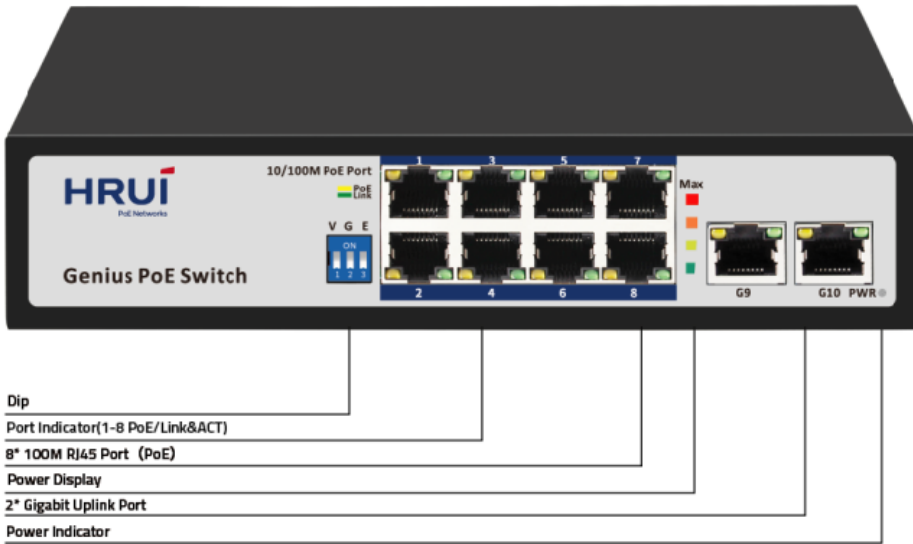 HRUI
PoE Networks
Genius PoE Switch
10/100M PoE Port
PoE
Link
V G E
ON
1 2 3
1 3 5 7
2 4 6 8
Max
G9
G10 PWR
Dip
Port Indicator(1-8 PoE/Link&ACT)
8* 100M RJ45 Port (PoE)
Power Display
2* Gigabit Uplink Port
Power Indicator